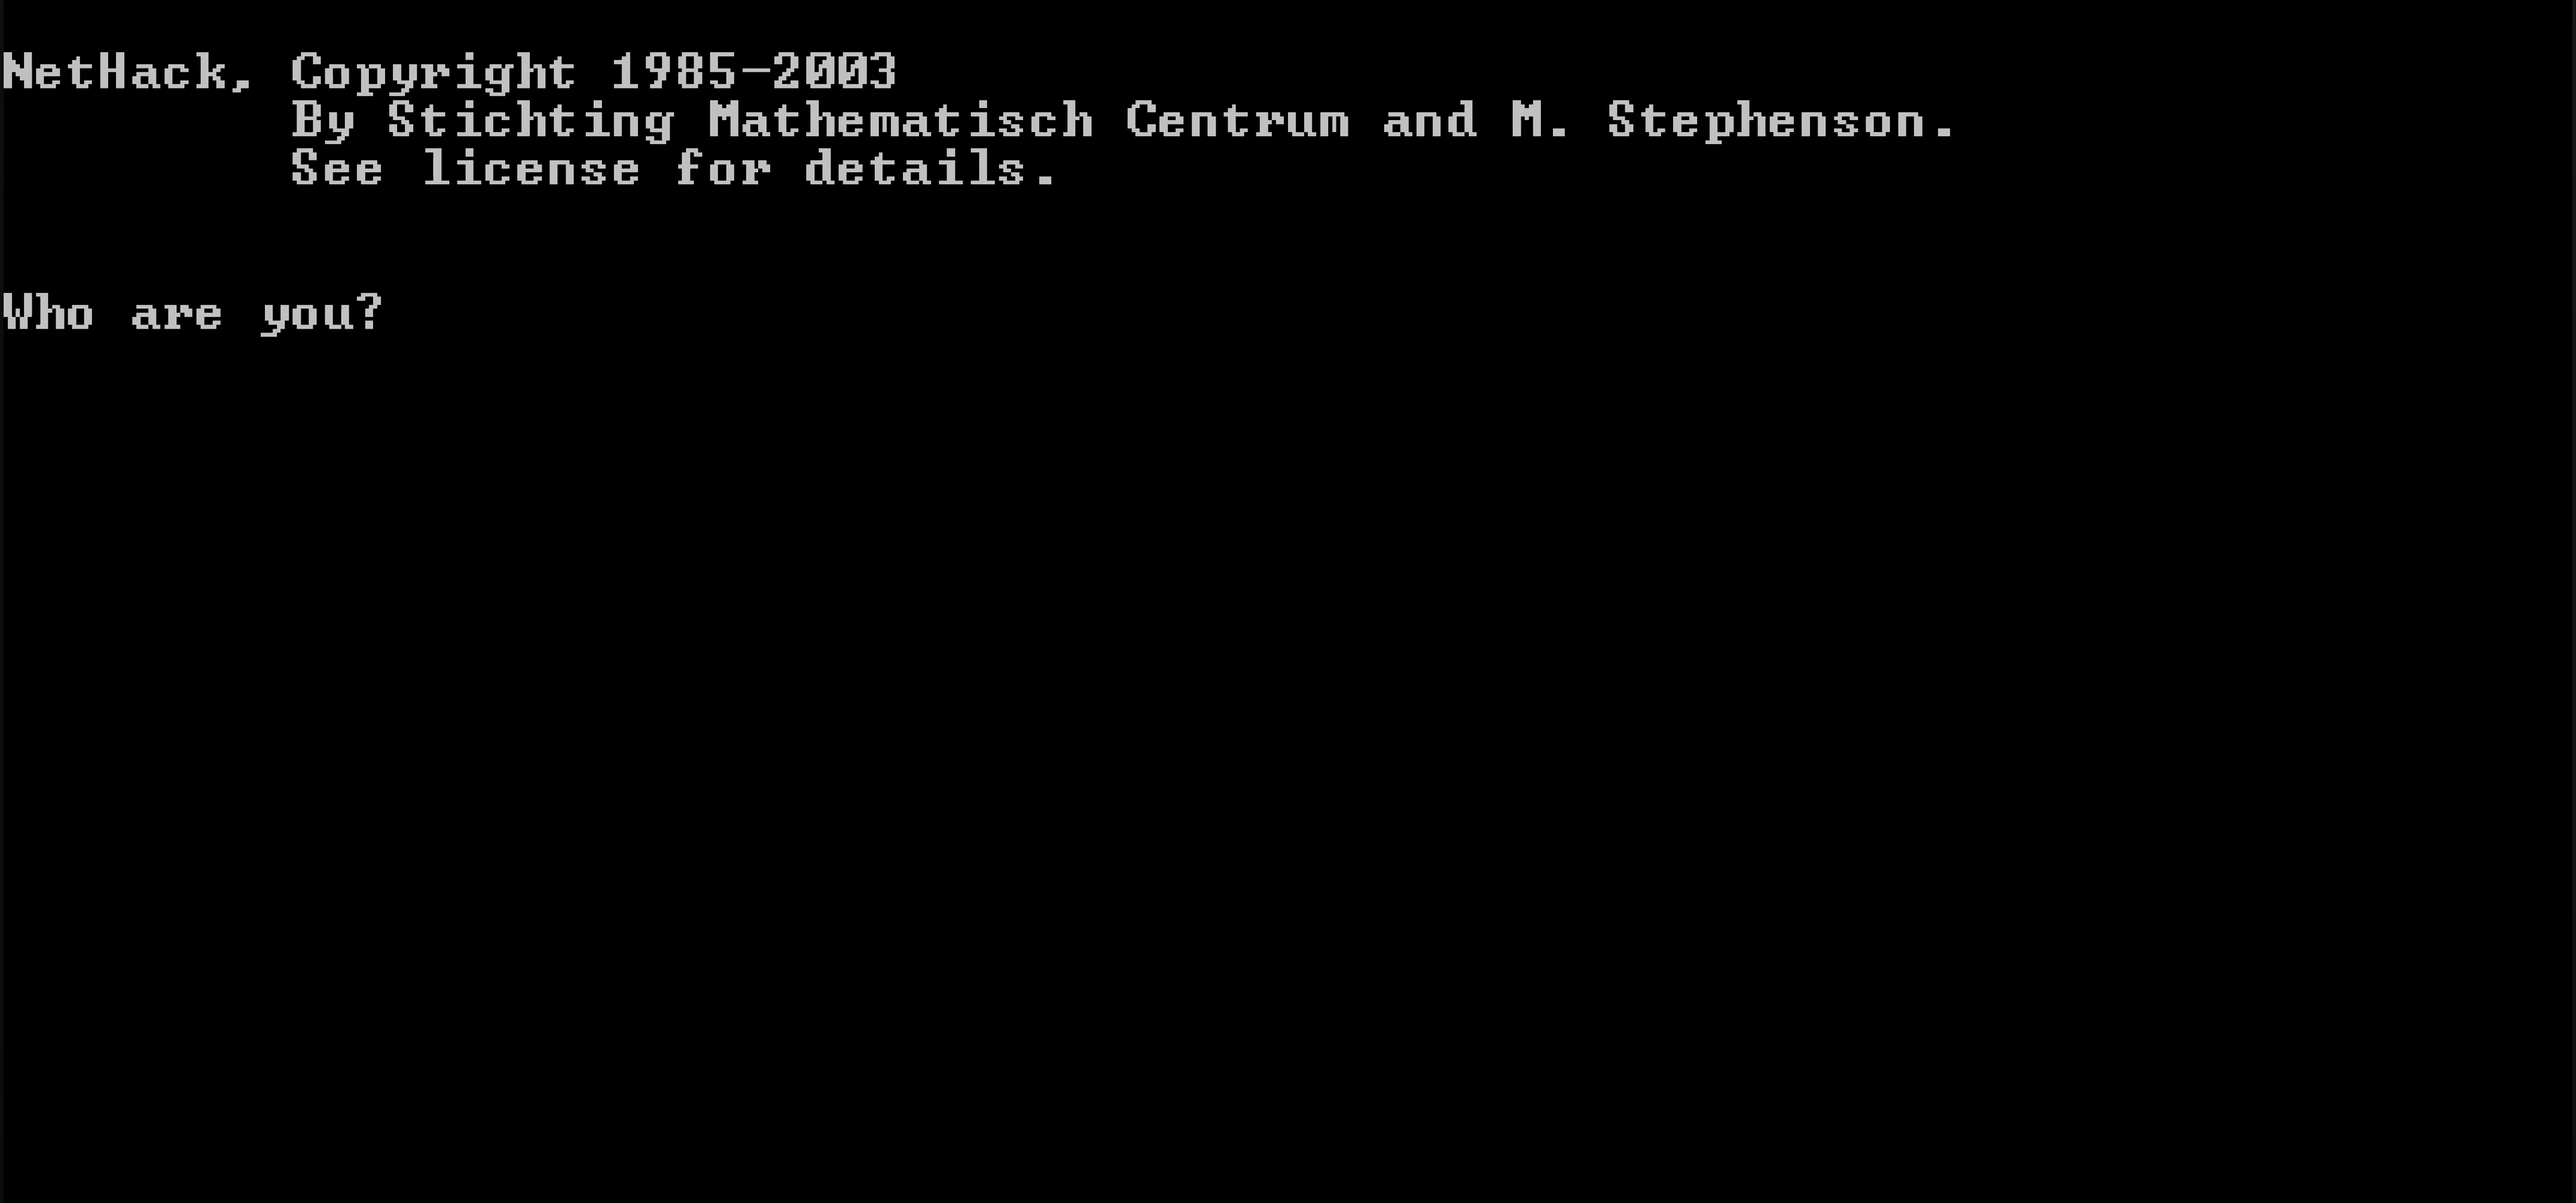 NetHack, Copyright 1985-2003
By Stichting Mathematisch Centrum and M. Stephenson.
See license for details.
Who are you?